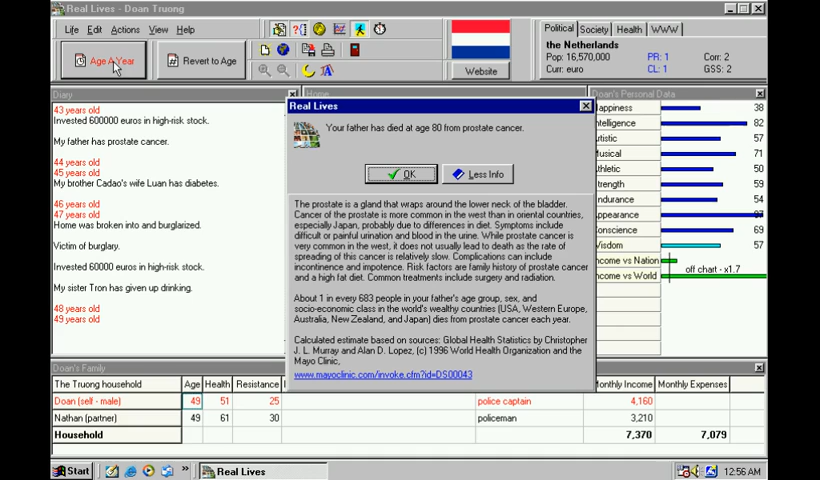 Real Lives - Doan Truong
Life Edit Actions View Help
Age A Year
Revert to Age
Website
Political Society Health WWW
the Netherlands
Pop: 16,570,000 PR: 1 Corr: 2
Curr: euro CL: 1 GSS: 2
Diary
43 years old
Invested 600000 euros in high-risk stock.
My father has prostate cancer.
44 years old
45 years old
My brother Cadao's wife Luan has diabetes.
46 years old
47 years old
Home was broken into and burglarized.
Victim of burglary.
Invested 60000 euros in high-risk stock.
My sister Tron has given up drinking.
48 years old
49 years old
Home
Real Lives
Your father has died at age 80 from prostate cancer.
OK
Less Info
The prostate is a gland that wraps around the lower neck of the bladder.
Cancer of the prostate is more common in the west than in oriental countries,
especially Japan, probably due to differences in diet. Symptoms include
difficult or painful urination and blood in the urine. While prostate cancer is
very common in the west, it does not usually lead to death as the rate of
spreading of this cancer is relatively slow. Complications can include
incontinence and impotence. Risk factors are family history of prostate cancer
and a high fat diet. Common treatments include surgery and radiation.
About 1 in every 683 people in your father's age group, sex, and
socio-economic class in the world's wealthy countries (USA, Western Europe,
Australia, New Zealand, and Japan) dies from prostate cancer each year.
Calculated estimate based on sources: Global Health Statistics by Christopher
J. L. Murray and Alan D. Lopez, (c) 1996 World Health Organization and the
Mayo Clinic,
www.mayoclinic.com/invoke.cfm?id=DS00043
Doan's Personal Data
appiness 38
telligence 82
rtistic 57
usical 71
thletic 50
trength 59
ndurance 54
ppearance
onscience 69
isdom 57
come vs Nation
come vs World
off chart - x1.7
Doan's Family
The Truong household Age Health Resistance Monthly Income Monthly Expenses
Doan (self - male) 49 51 25 police captain 4,160
Nathan (partner) 49 61 30 policeman 3,210
Household 7,370 7,079
Start
Real Lives
12:56 AM